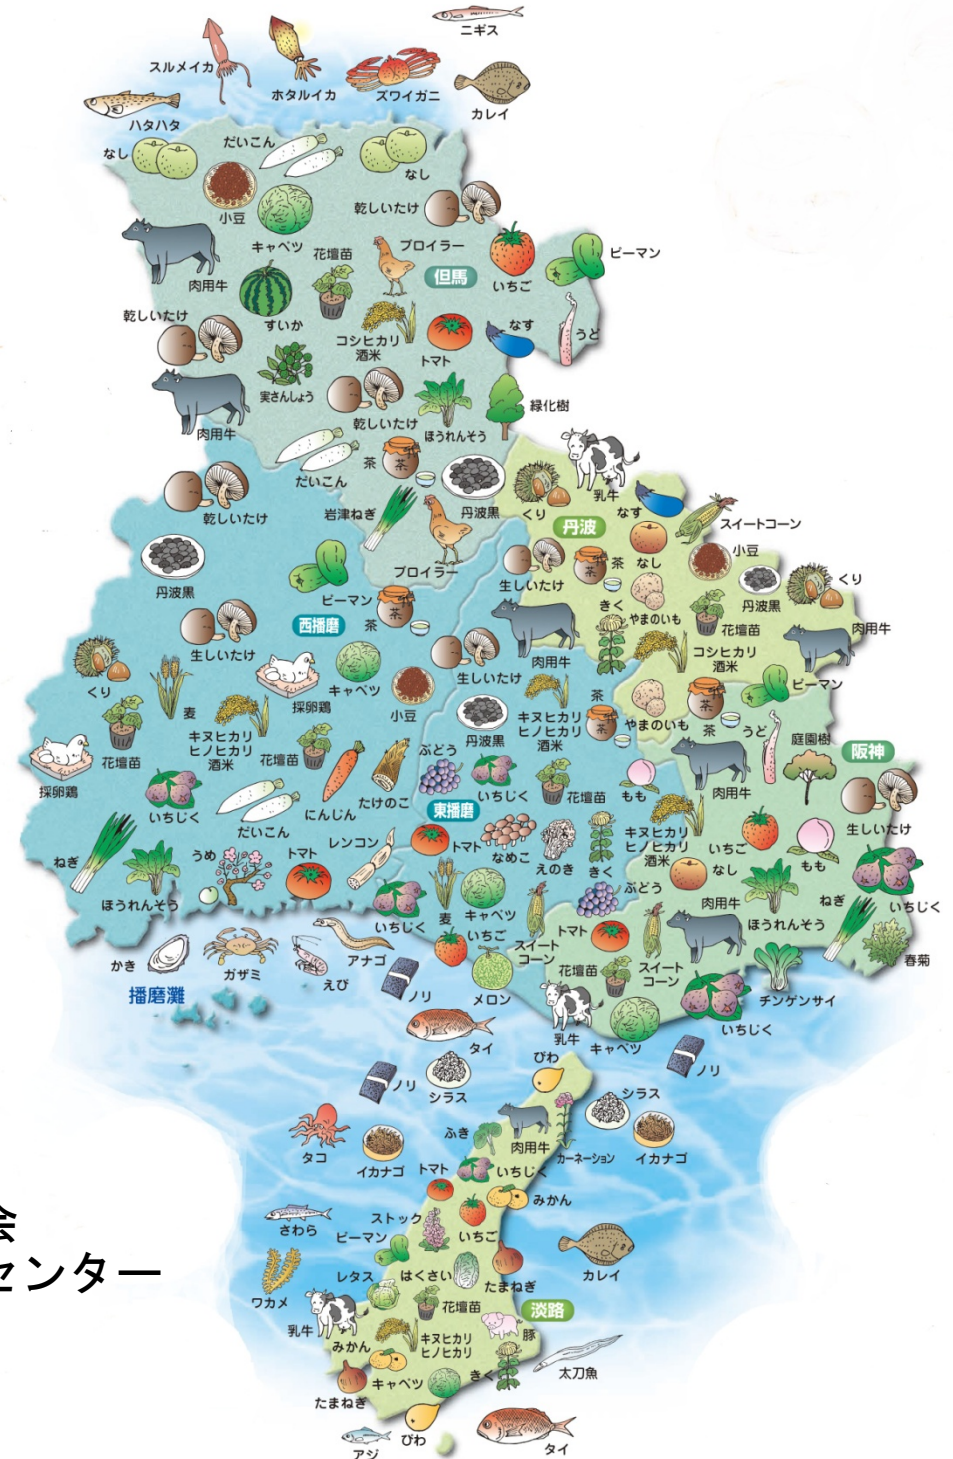 ニギス
スルメイカ
ホタルイカ
ズワイガニ
カレイ
ハタハタ
なし
だいこん
なし
小豆
乾しいたけ
キャベツ
花壇苗
ブロイラー
ピーマン
但馬
肉用牛
いちご
乾しいたけ
すいか
コシヒカリ
酒米
トマト
なす
うど
実さんしょう
乾しいたけ
緑化樹
肉用牛
ほうれんそう
だいこん
茶
茶
乳牛
乾しいたけ
岩津ねぎ
丹波黒
くり
なす
スイートコーン
丹波
丹波黒
ブロイラー
生しいたけ
茶
なし
小豆
丹波黒
くり
ピーマン
茶
茶
西播磨
きく
やまのいも
花壇苗
肉用牛
生しいたけ
肉用牛
コシヒカリ
酒米
くり
麦
採卵鶏
キャベツ
小豆
生しいたけ
ピーマン
キヌヒカリ
ヒノヒカリ
酒米
丹波黒
キヌヒカリ
ヒノヒカリ
酒米
茶
茶
やまのいも
茶
茶
うど
庭園樹
阪神
花壇苗
花壇苗
採卵鶏
いちじく
だいこん
にんじん
たけのこ
ぶどう
いちじく
花壇苗
もも
肉用牛
東播磨
生しいたけ
ねぎ
ほうれんそう
うめ
トマト
レンコン
トマト
なめこ
えのき
きく
キヌヒカリ
ヒノヒカリ
酒米
いちご
もも
ぶどう
なし
いちじく
麦
キャベツ
いちじく
肉用牛
ほうれんそう
ねぎ
いちご
スイート
コーン
トマト
春菊
かき
ガザミ
えび
アナゴ
ノリ
メロン
花壇苗
スイート
コーン
チンゲンサイ
播磨灘
いちじく
タイ
乳牛
キャベツ
びわ
ノリ
ノリ
シラス
シラス
タコ
イカナゴ
ふき
肉用牛
カーネーション
イカナゴ
トマト
いちじく
みかん
さわら
ストック
いちご
ピーマン
会
センター
カレイ
ワカメ
レタス
はくさい
たまねぎ
乳牛
花壇苗
淡路
みかん
キヌヒカリ
ヒノヒカリ
豚
太刀魚
たまねぎ
キャベツ
きく
びわ
アジ
タイ